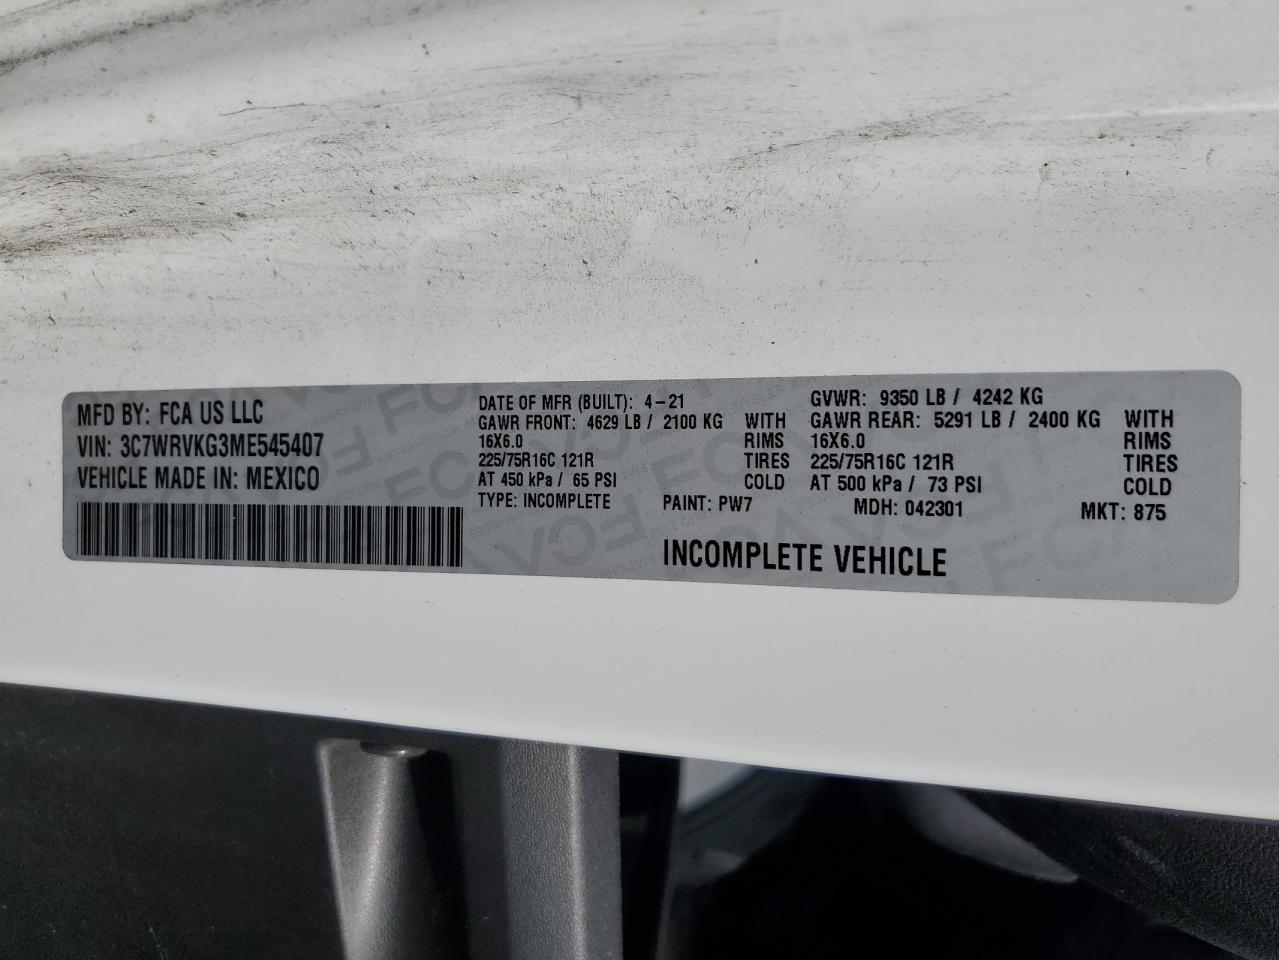 MFD BY: FCA US LLC
VIN: 3C7WRVKG3ME545407
VEHICLE MADE IN: MEXICO
DATE OF MFR (BUILT): 4-21
GAWR FRONT: 4629 LB / 2100 KG WITH
16X6.0 RIMS
225/75R16C 121R TIRES
AT 450 kPa / 65 PSI COLD
TYPE: INCOMPLETE
GVWR: 9350 LB / 4242 KG
GAWR REAR: 5291 LB / 2400 KG WITH
16X6.0 RIMS
225/75R16C 121R TIRES
AT 500 kPa / 73 PSI COLD
PAINT: PW7 MDH: 042301 MKT: 875
INCOMPLETE VEHICLE